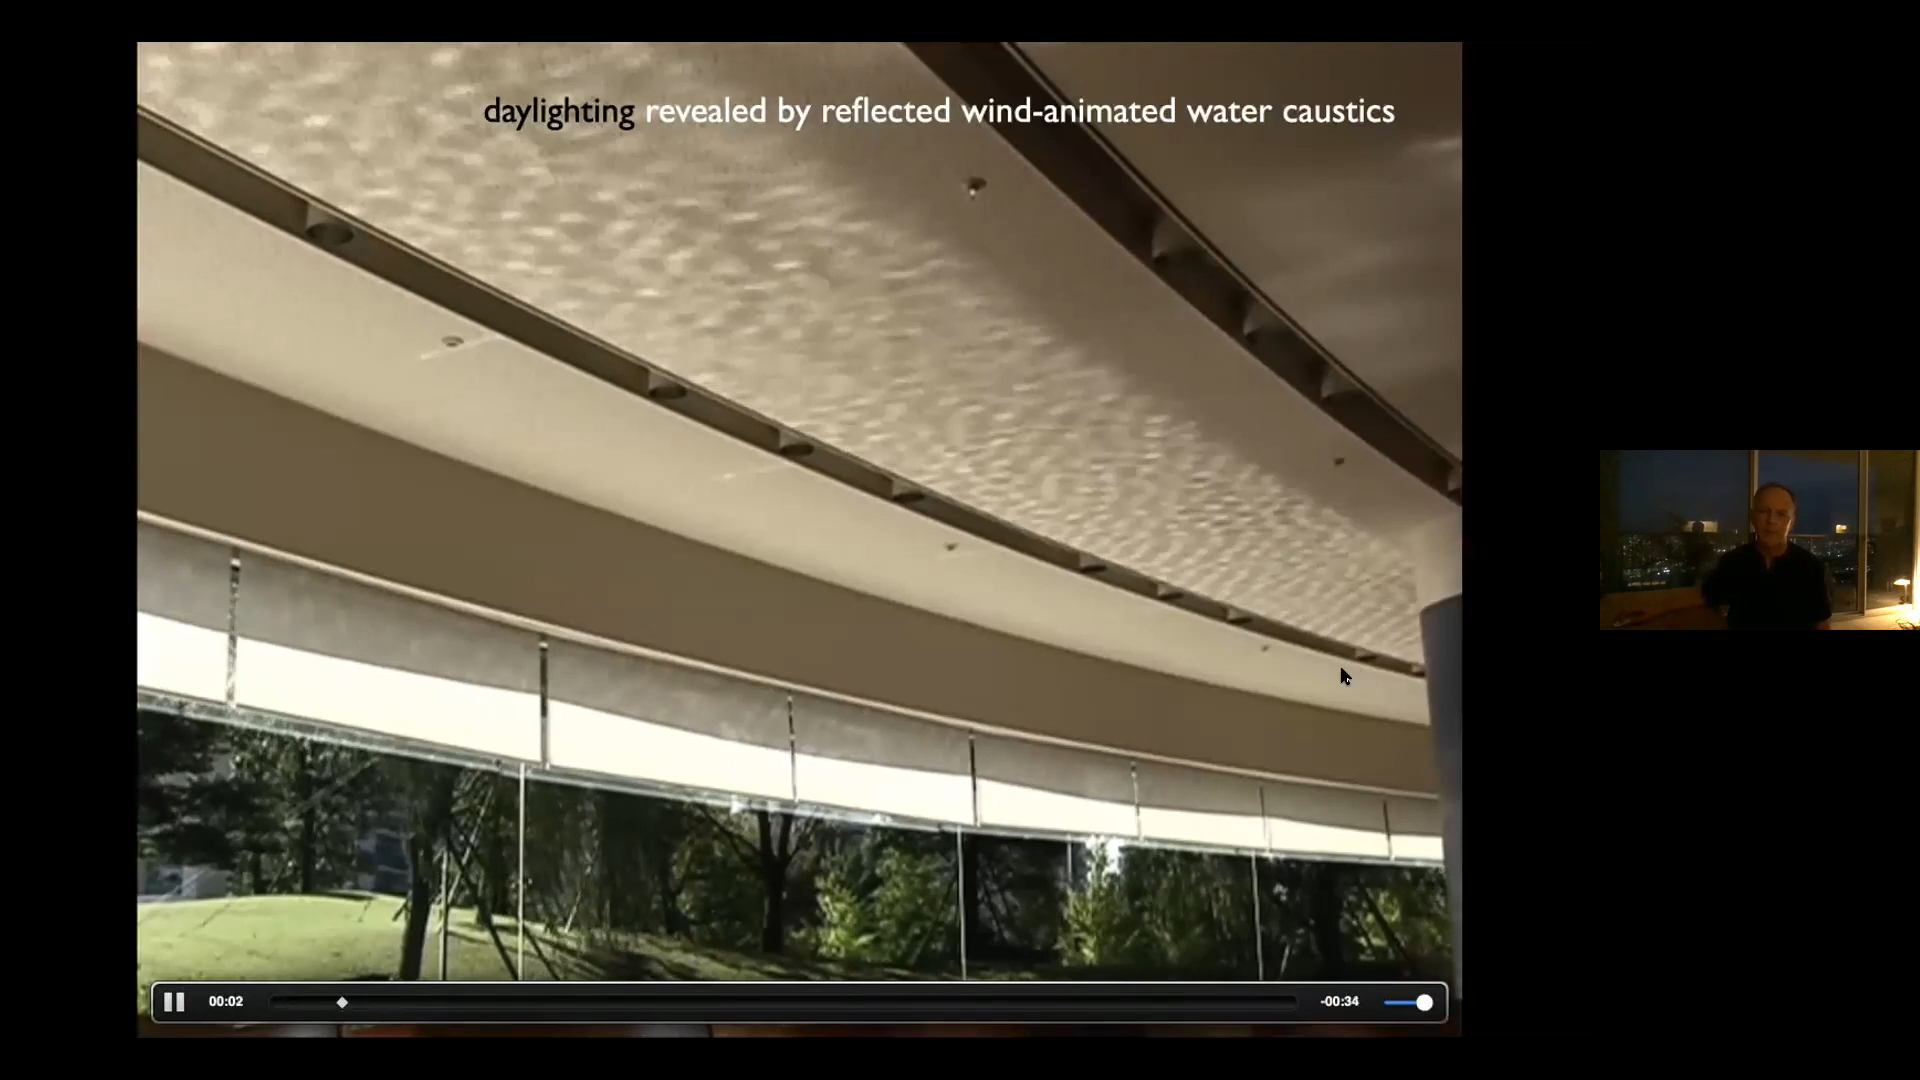 daylighting revealed by reflected wind-animated water caustics
00:02
-00:34